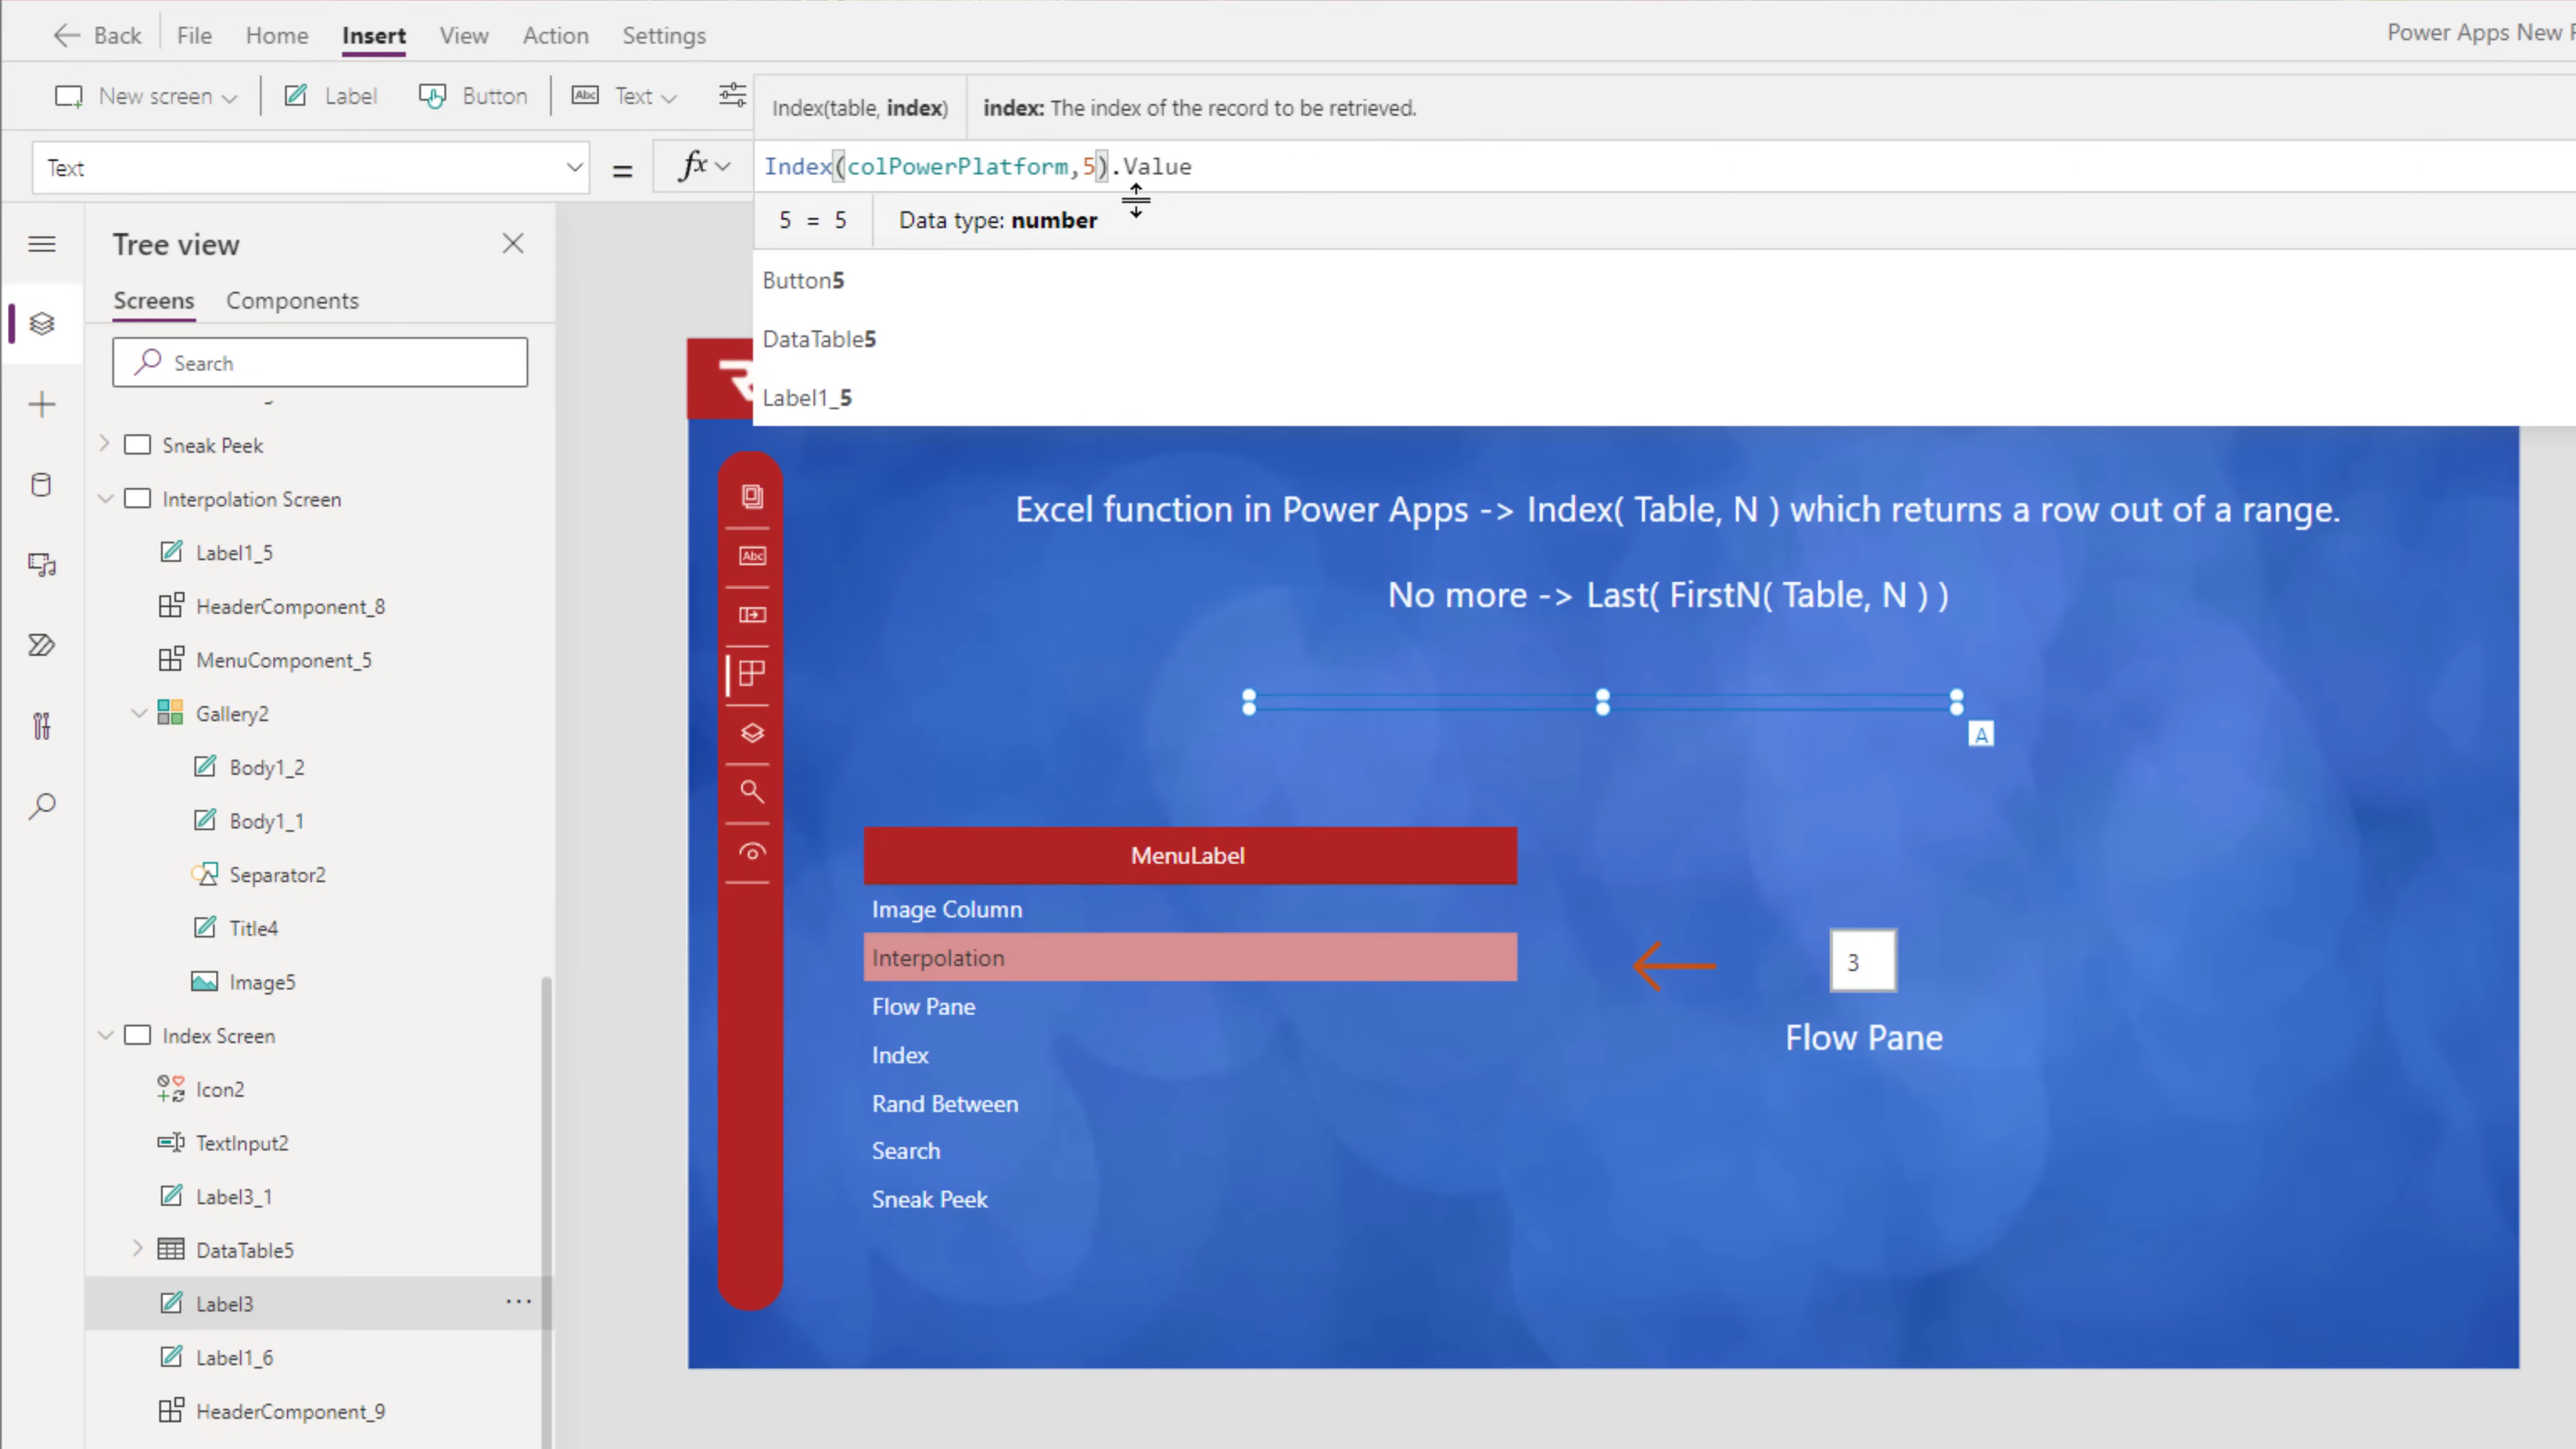 Back File Home Insert View Action Settings
Power Apps New
New screen Label Button Abc Text
Index(table, index) index: The index of the record to be retrieved.
Text = fx Index(colPowerPlatform,5).Value
5 = 5 Data type: number
Button5
DataTable5
Label1_5
Tree view
Screens Components
Search
Sneak Peek
Interpolation Screen
Label1_5
HeaderComponent_8
MenuComponent_5
Gallery2
Body1_2
Body1_1
Separator2
Title4
Image5
Index Screen
Icon2
TextInput2
Label3_1
DataTable5
Label3
Label1_6
HeaderComponent_9
Abc
Excel function in Power Apps -> Index( Table, N ) which returns a row out of a range.
No more -> Last( FirstN( Table, N ) )
A
MenuLabel
Image Column
Interpolation
Flow Pane
Index
Rand Between
Search
Sneak Peek
3
Flow Pane